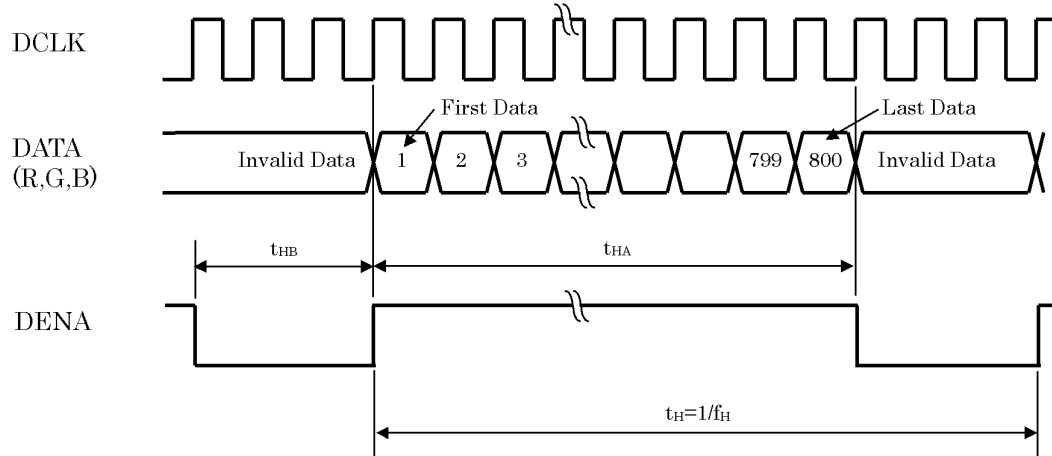 DCLK
First Data
Last Data
DATA
(R,G,B)
Invalid Data
1
2
3
799
800
Invalid Data
tHB
tHA
DENA
tH=1/fH